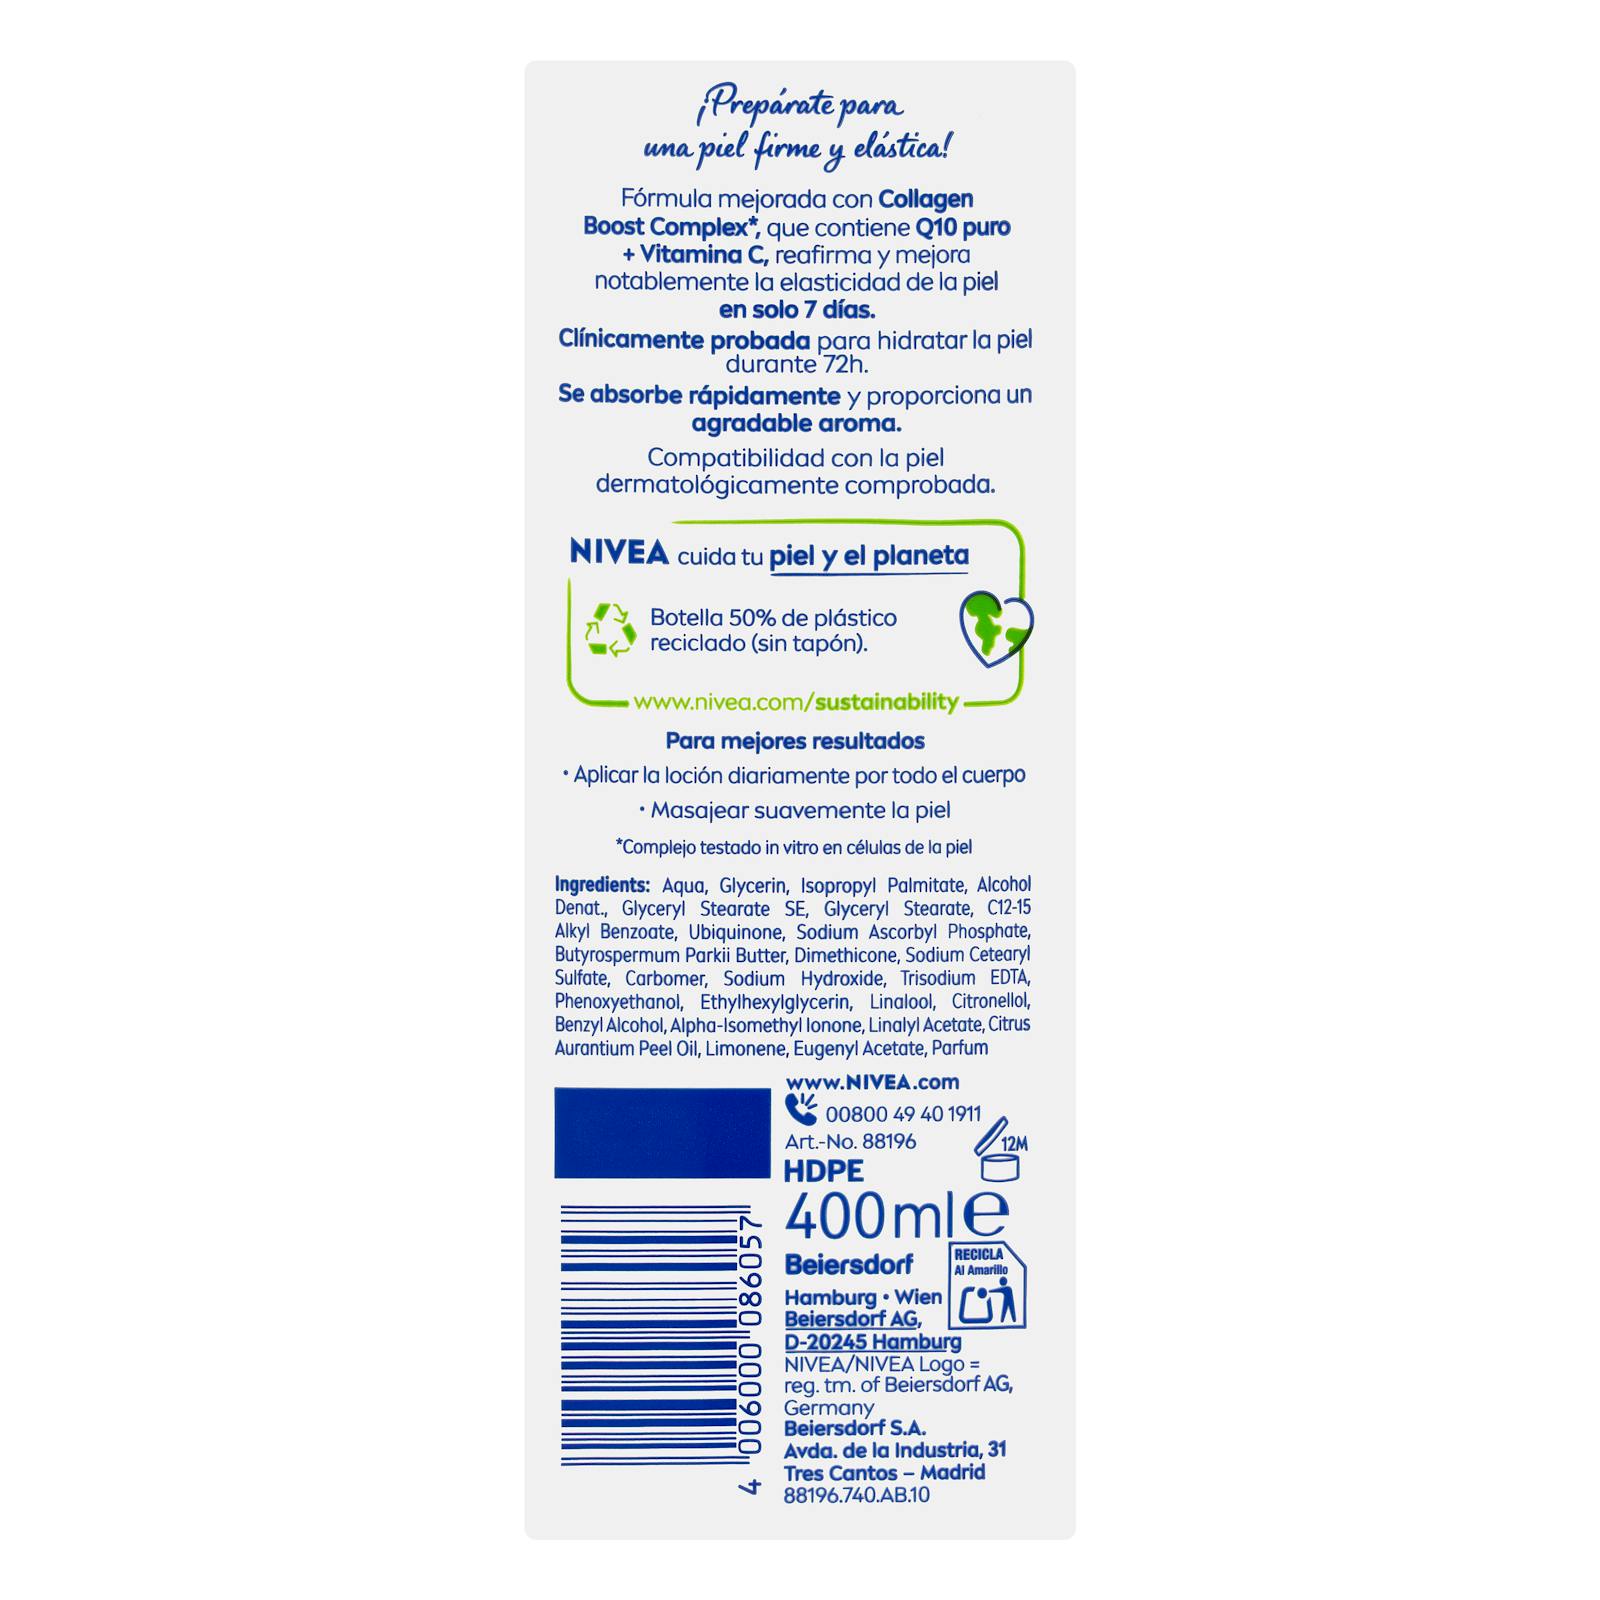 ¡Prepárate para
una piel firme y elástica!
Fórmula mejorada con Collagen
Boost Complex*, que contiene Q10 puro
+ Vitamina C, reafirma y mejora
notablemente la elasticidad de la piel
en solo 7 días.
Clínicamente probada para hidratar la piel
durante 72h.
Se absorbe rápidamente y proporciona un
agradable aroma.
Compatibilidad con la piel
dermatológicamente comprobada.
NIVEA cuida tu piel y el planeta
Botella 50% de plástico
reciclado (sin tapón).
www.nivea.com/sustainability
Para mejores resultados
• Aplicar la loción diariamente por todo el cuerpo
• Masajear suavemente la piel
*Complejo testado in vitro en células de la piel
Ingredients: Aqua, Glycerin, Isopropyl Palmitate, Alcohol
Denat., Glyceryl Stearate SE, Glyceryl Stearate, C12-15
Alkyl Benzoate, Ubiquinone, Sodium Ascorbyl Phosphate,
Butyrospermum Parkii Butter, Dimethicone, Sodium Cetearyl
Sulfate, Carbomer, Sodium Hydroxide, Trisodium EDTA,
Phenoxyethanol, Ethylhexylglycerin, Linalool, Citronellol,
Benzyl Alcohol, Alpha-Isomethyl Ionone, Linalyl Acetate, Citrus
Aurantium Peel Oil, Limonene, Eugenyl Acetate, Parfum
www.NIVEA.com
00800 49 40 1911
Art.-No. 88196
12M
HDPE
400ml e
Beiersdorf
RECICLA
Al Amarillo
Hamburg • Wien
Beiersdorf AG,
D-20245 Hamburg
NIVEA/NIVEA Logo =
reg. tm. of Beiersdorf AG,
Germany
Beiersdorf S.A.
Avda. de la Industria, 31
Tres Cantos – Madrid
88196.740.AB.10
4 006000 086057